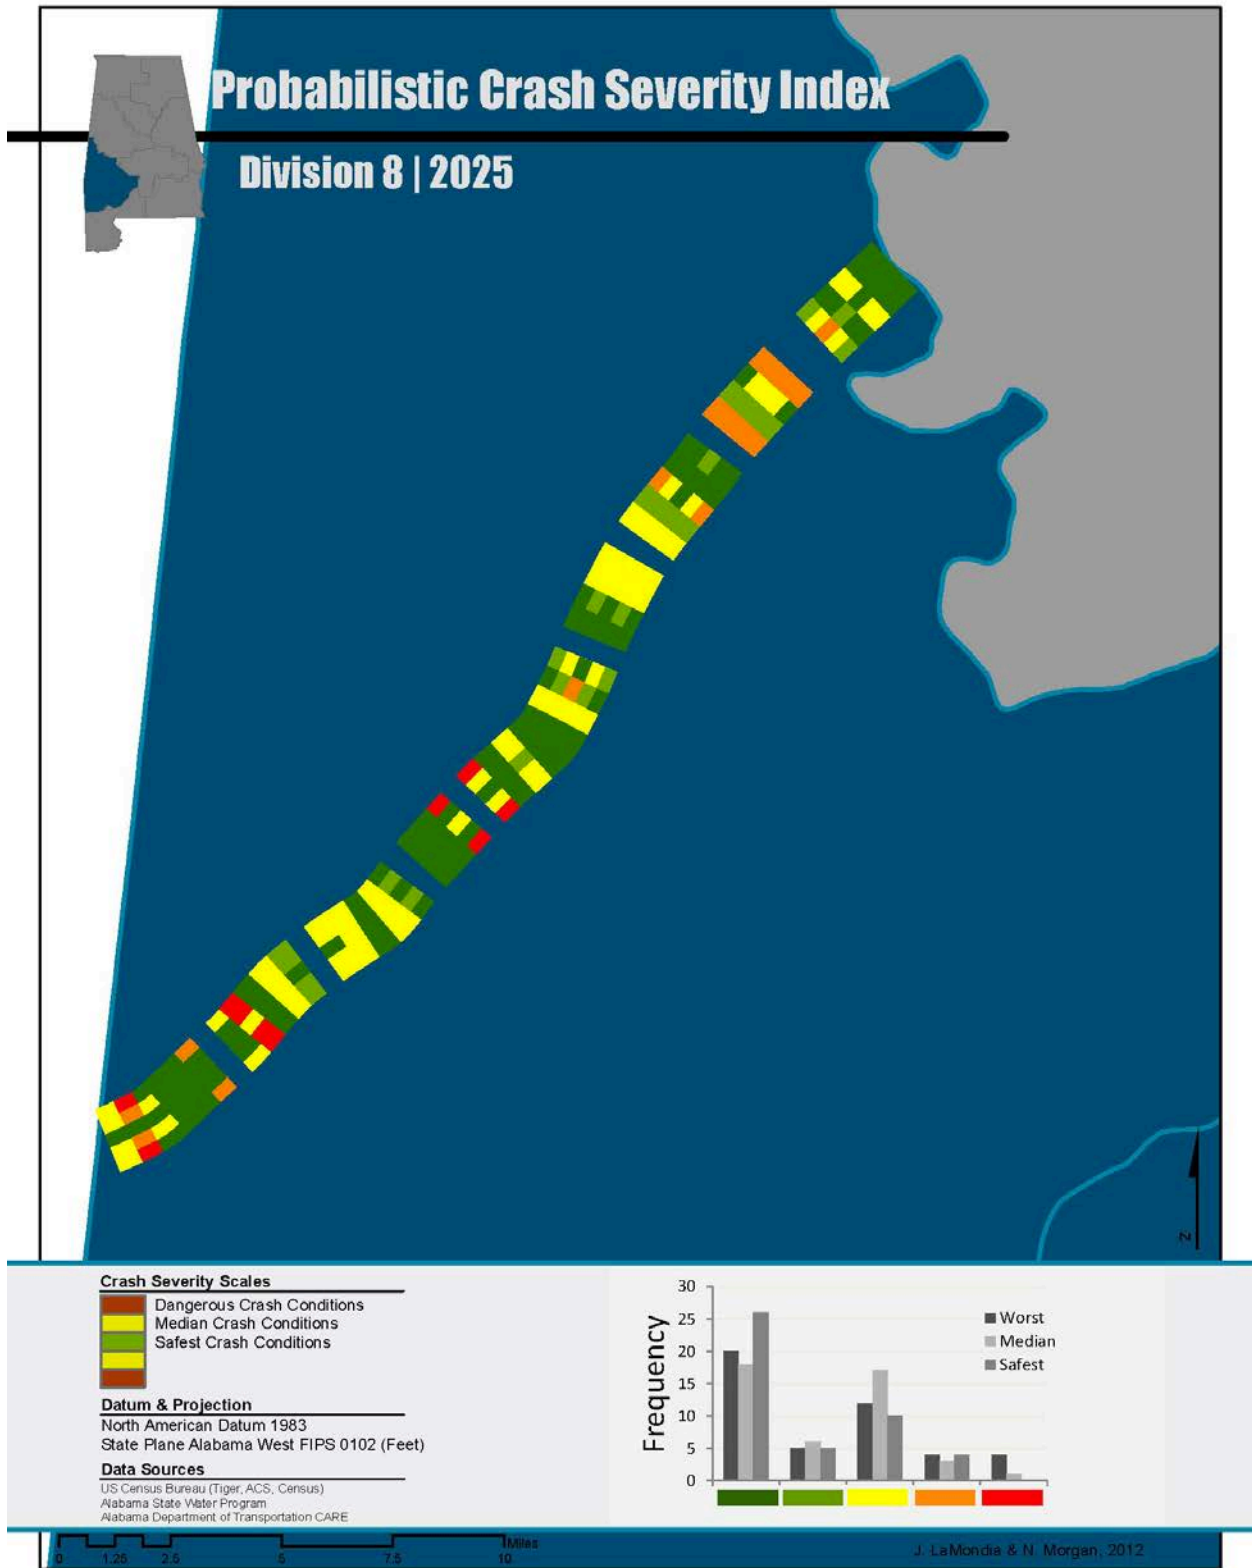 Probabilistic Crash Severity Index
Division 8 | 2025
N
Crash Severity Scales
Dangerous Crash Conditions
Median Crash Conditions
Safest Crash Conditions
Datum & Projection
North American Datum 1983
State Plane Alabama West FIPS 0102 (Feet)
Data Sources
US Census Bureau (Tiger, ACS, Census)
Alabama State Water Program
Alabama Department of Transportation CARE
Frequency
30
25
20
15
10
5
0
Worst
Median
Safest
Miles
0 1.25 2.5 5 7.5 10
J. LaMondia & N. Morgan, 2012